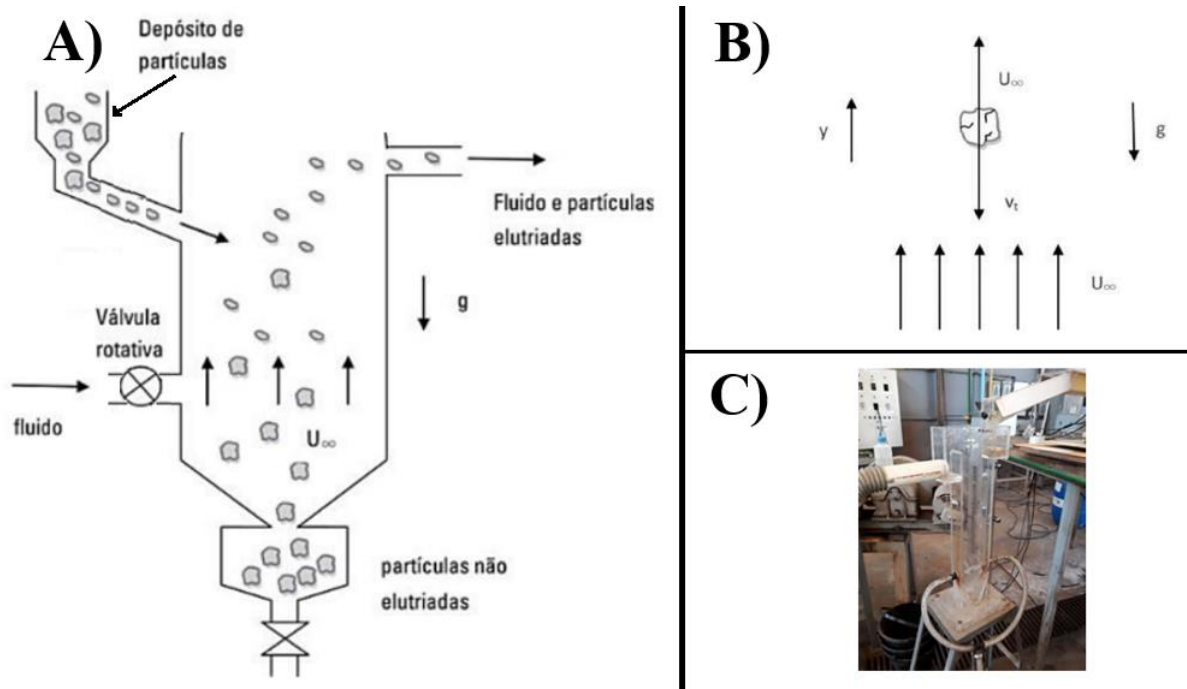 A)
Depósito de
partículas
Fluido e partículas
elutriadas
g
Válvula
rotativa
fluido
U∞
partículas não
elutriadas
B)
U∞
y
g
vt
U∞
C)